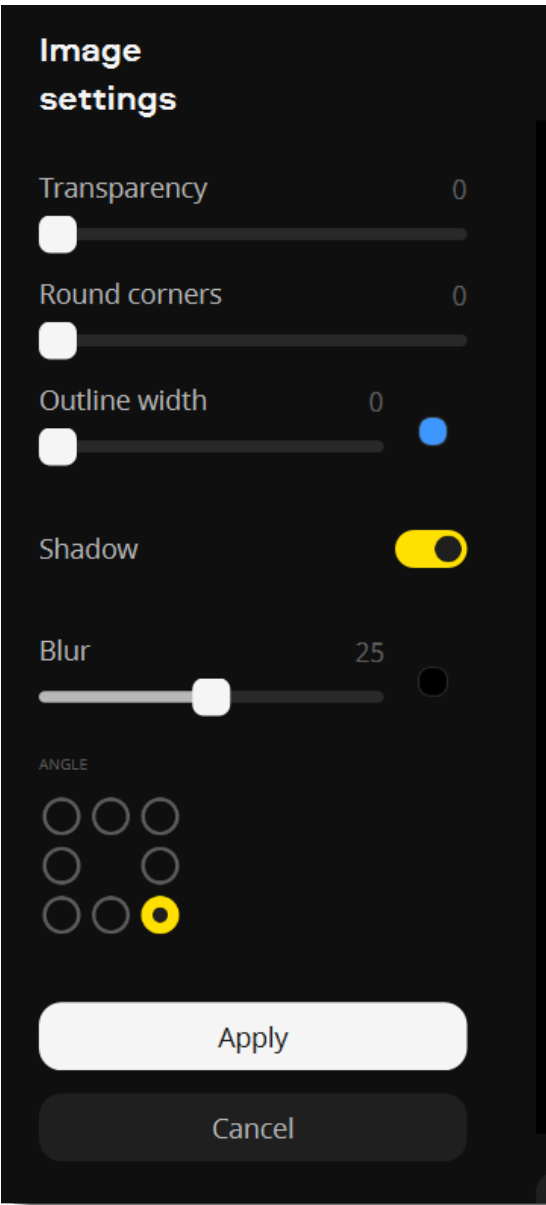 Image
settings
Transparency 0
Round corners 0
Outline width 0
Shadow
Blur 25
ANGLE
Apply
Cancel